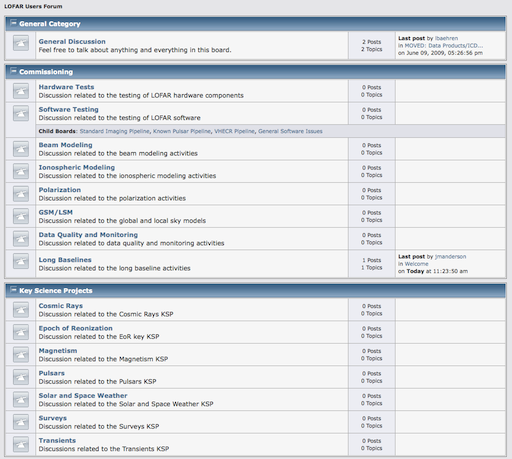 LOFAR Users Forum
General Category
General Discussion
Feel free to talk about anything and everything in this board.
2 Posts
2 Topics
Last post by lbaehren
in MOVED: Data Products/ICD...
on June 09, 2009, 05:26:56 pm
Commissioning
Hardware Tests
Discussion related to the testing of LOFAR hardware components
0 Posts
0 Topics
Software Testing
Discussion related to the testing of LOFAR software
0 Posts
0 Topics
Child Boards: Standard Imaging Pipeline, Known Pulsar Pipeline, VHECR Pipeline, General Software Issues
Beam Modeling
Discussion related to the beam modeling activities
0 Posts
0 Topics
Ionospheric Modeling
Discussion related to the ionospheric modeling activities
0 Posts
0 Topics
Polarization
Discussion related to the polarization activities
0 Posts
0 Topics
GSM/LSM
Discussion related to the global and local sky models
0 Posts
0 Topics
Data Quality and Monitoring
Discussion related to data quality and monitoring activities
0 Posts
0 Topics
Long Baselines
Discussion related to the long baseline activities
1 Posts
1 Topics
Last post by jmanderson
in Welcome
on Today at 11:23:50 am
Key Science Projects
Cosmic Rays
Discussion related to the Cosmic Rays KSP
0 Posts
0 Topics
Epoch of Reonization
Discussion related to the EoR key KSP
0 Posts
0 Topics
Magnetism
Discussion related to the Magnetism KSP
0 Posts
0 Topics
Pulsars
Discussion related to the Pulsars KSP
0 Posts
0 Topics
Solar and Space Weather
Discussion related to the Solar and Space Weather KSP
0 Posts
0 Topics
Surveys
Discussion related to the Surveys KSP
0 Posts
0 Topics
Transients
Discussions related to the Transients KSP
0 Posts
0 Topics